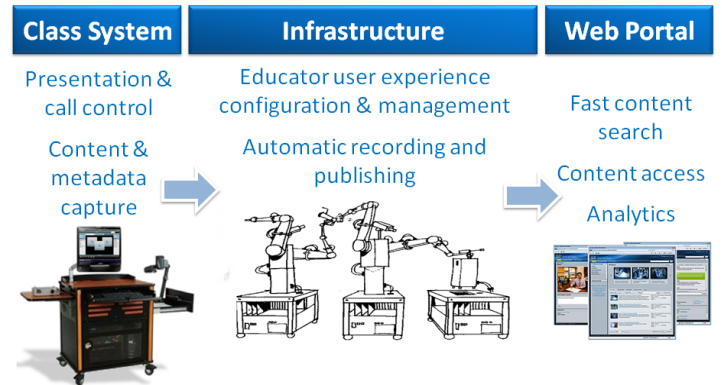 Class System
Infrastructure
Web Portal
Presentation &
call control
Content &
metadata
capture
Educator user experience
configuration & management
Automatic recording and
publishing
Fast content
search
Content access
Analytics